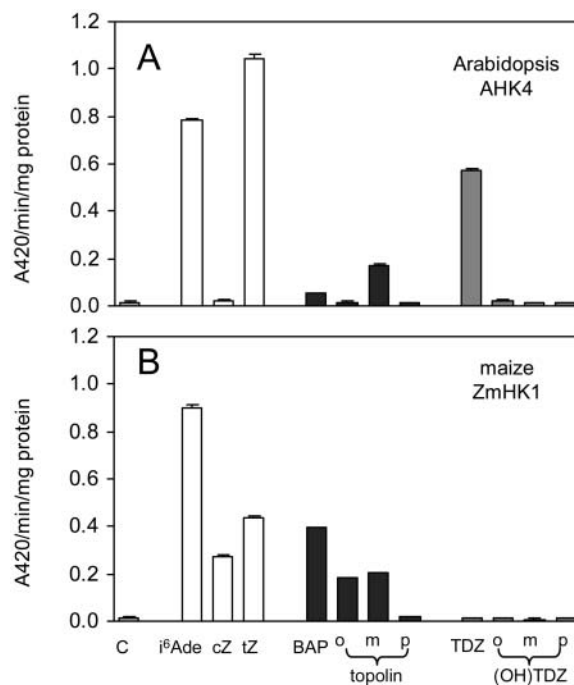 A
Arabidopsis
AHK4
A420/min/mg protein
1.2
1.0
0.8
0.6
0.4
0.2
0.0
B
maize
ZmHK1
A420/min/mg protein
1.2
1.0
0.8
0.6
0.4
0.2
0.0
C i⁶Ade cZ tZ BAP o m p TDZ o m p
topolin (OH)TDZ